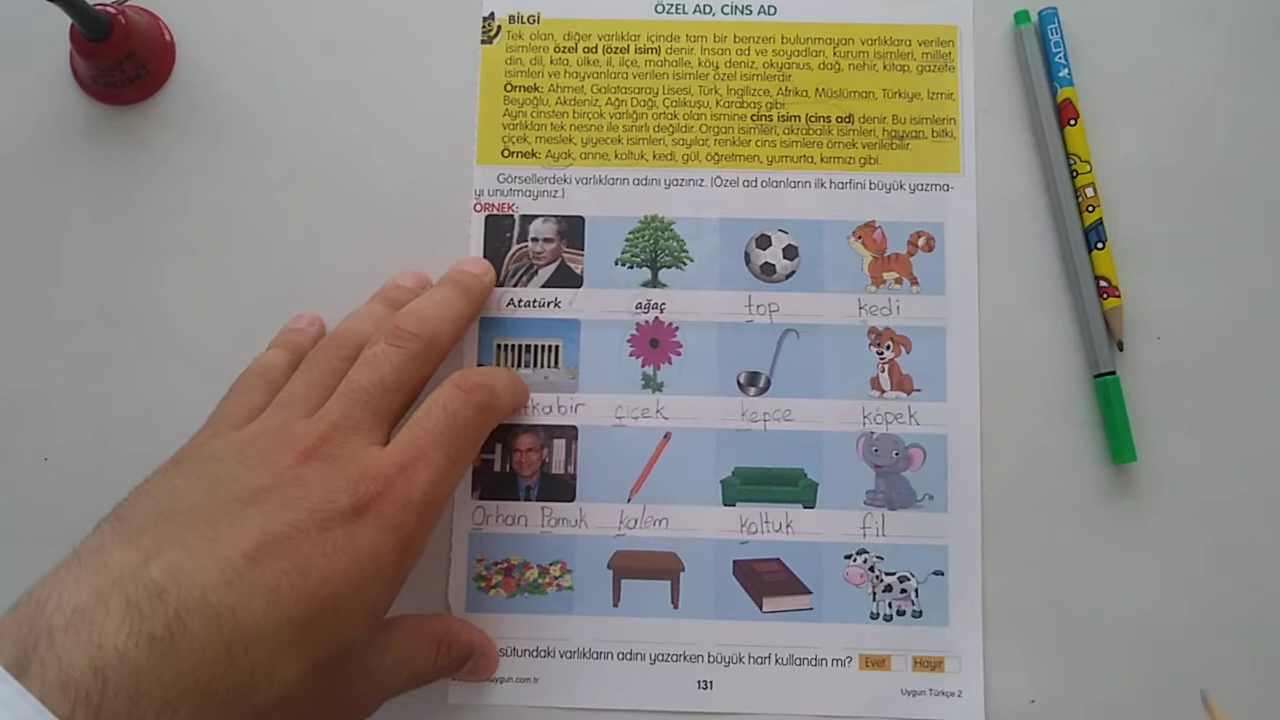 ÖZEL AD, CİNS AD
BİLGİ
Tek olan, diğer varlıklar içinde tam bir benzeri bulunmayan varlıklara verilen
isimlere özel ad (özel isim) denir. İnsan ad ve soyadları, kurum isimleri, millet,
din, dil, kıta, ülke, il, ilçe, mahalle, köy, deniz, okyanus, dağ, nehir, kitap, gazete
isimleri ve hayvanlara verilen isimler özel isimlerdir.
Örnek: Ahmet, Galatasaray Lisesi, Türk, İngilizce, Afrika, Müslüman, Türkiye, İzmir,
Beyoğlu, Akdeniz, Ağrı Dağı, Çalıkuşu, Karabaş gibi.
Aynı cinsten birçok varlığın ortak olan ismine cins isim (cins ad) denir. Bu isimlerin
varlıkları tek nesne ile sınırlı değildir. Organ isimleri, akrabalık isimleri, hayvan, bitki,
çiçek, meslek, yiyecek isimleri, sayılar, renkler cins isimlere örnek verilebilir.
Örnek: Ayak, anne, koltuk, kedi, gül, öğretmen, yumurta, kırmızı gibi.
Görsellerdeki varlıkların adını yazınız. (Özel ad olanların ilk harfini büyük yazma-
yı unutmayınız.)
ÖRNEK:
Atatürk ağaç top kedi
tkabir çiçek kepçe köpek
Orhan Pamuk kalem koltuk fil
sütundaki varlıkların adını yazarken büyük harf kullandın mı? Evet Hayır
uygun.com.tr 131 Uygun Türkçe 2
ADEL